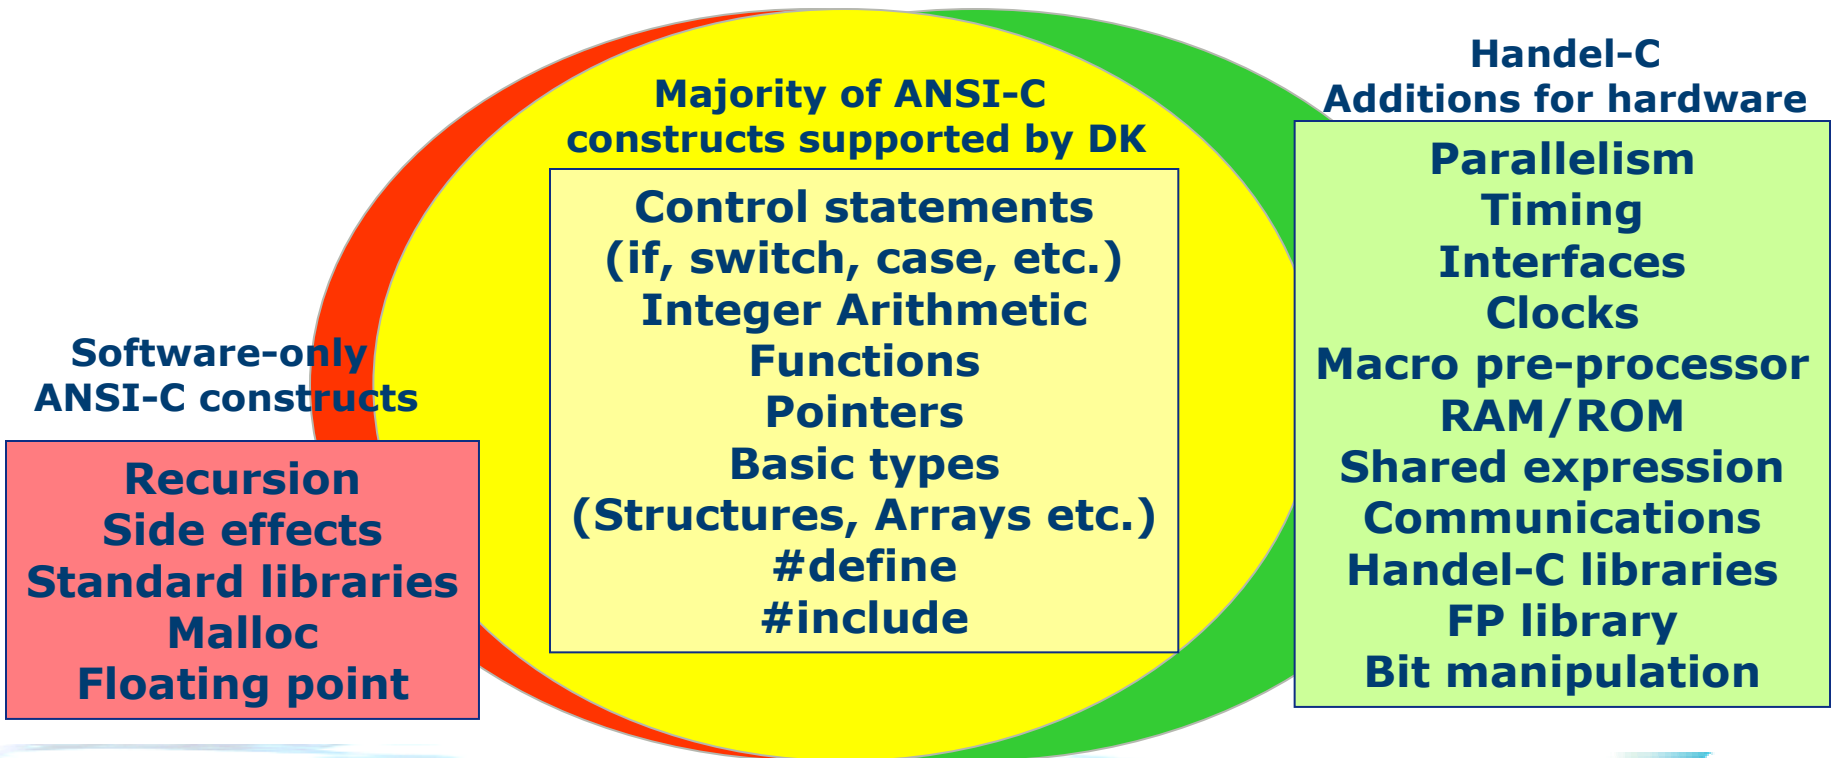 Majority of ANSI-C
constructs supported by DK
Control statements
(if, switch, case, etc.)
Integer Arithmetic
Functions
Pointers
Basic types
(Structures, Arrays etc.)
#define
#include
Software-only
ANSI-C constructs
Recursion
Side effects
Standard libraries
Malloc
Floating point
Handel-C
Additions for hardware
Parallelism
Timing
Interfaces
Clocks
Macro pre-processor
RAM/ROM
Shared expression
Communications
Handel-C libraries
FP library
Bit manipulation